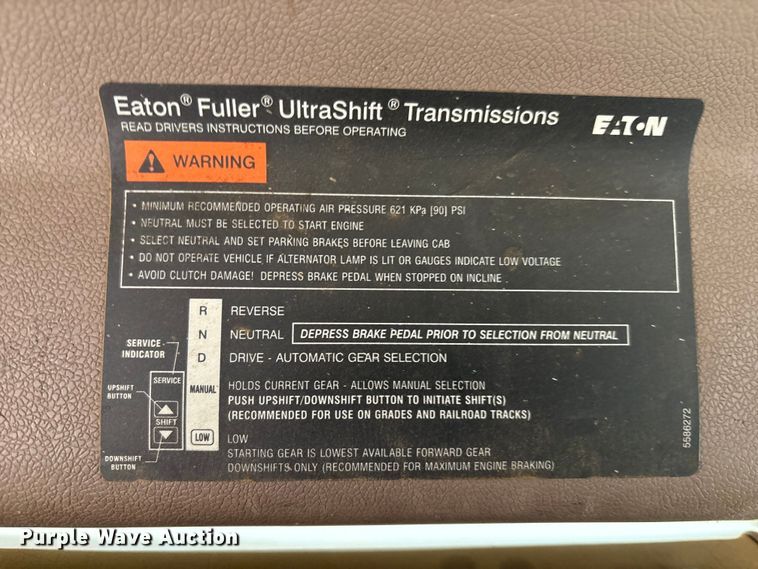 Eaton® Fuller® UltraShift® Transmissions
READ DRIVERS INSTRUCTIONS BEFORE OPERATING
EATON
WARNING
• MINIMUM RECOMMENDED OPERATING AIR PRESSURE 621 KPa [90] PSI
• NEUTRAL MUST BE SELECTED TO START ENGINE
• SELECT NEUTRAL AND SET PARKING BRAKES BEFORE LEAVING CAB
• DO NOT OPERATE VEHICLE IF ALTERNATOR LAMP IS LIT OR GAUGES INDICATE LOW VOLTAGE
• AVOID CLUTCH DAMAGE! DEPRESS BRAKE PEDAL WHEN STOPPED ON INCLINE
R REVERSE
N NEUTRAL DEPRESS BRAKE PEDAL PRIOR TO SELECTION FROM NEUTRAL
D DRIVE - AUTOMATIC GEAR SELECTION
MANUAL HOLDS CURRENT GEAR - ALLOWS MANUAL SELECTION
PUSH UPSHIFT/DOWNSHIFT BUTTON TO INITIATE SHIFT(S)
(RECOMMENDED FOR USE ON GRADES AND RAILROAD TRACKS)
LOW LOW
STARTING GEAR IS LOWEST AVAILABLE FORWARD GEAR
DOWNSHIFTS ONLY (RECOMMENDED FOR MAXIMUM ENGINE BRAKING)
SERVICE
INDICATOR
SERVICE
UPSHIFT
BUTTON
SHIFT
DOWNSHIFT
BUTTON
5586272
Purple Wave Auction